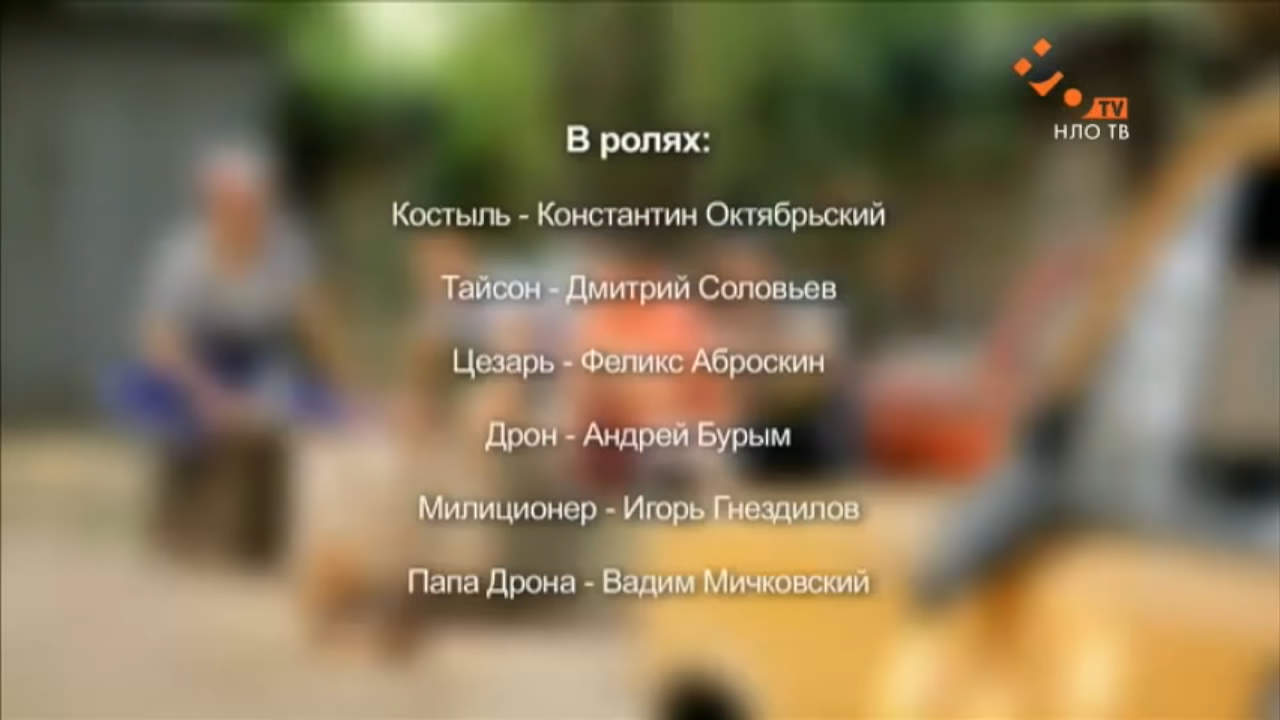 TV
НЛО ТВ
В ролях:
Костыль - Константин Октябрьский
Тайсон - Дмитрий Соловьев
Цезарь - Феликс Аброскин
Дрон - Андрей Бурым
Милиционер - Игорь Гнездилов
Папа Дрона - Вадим Мичковский